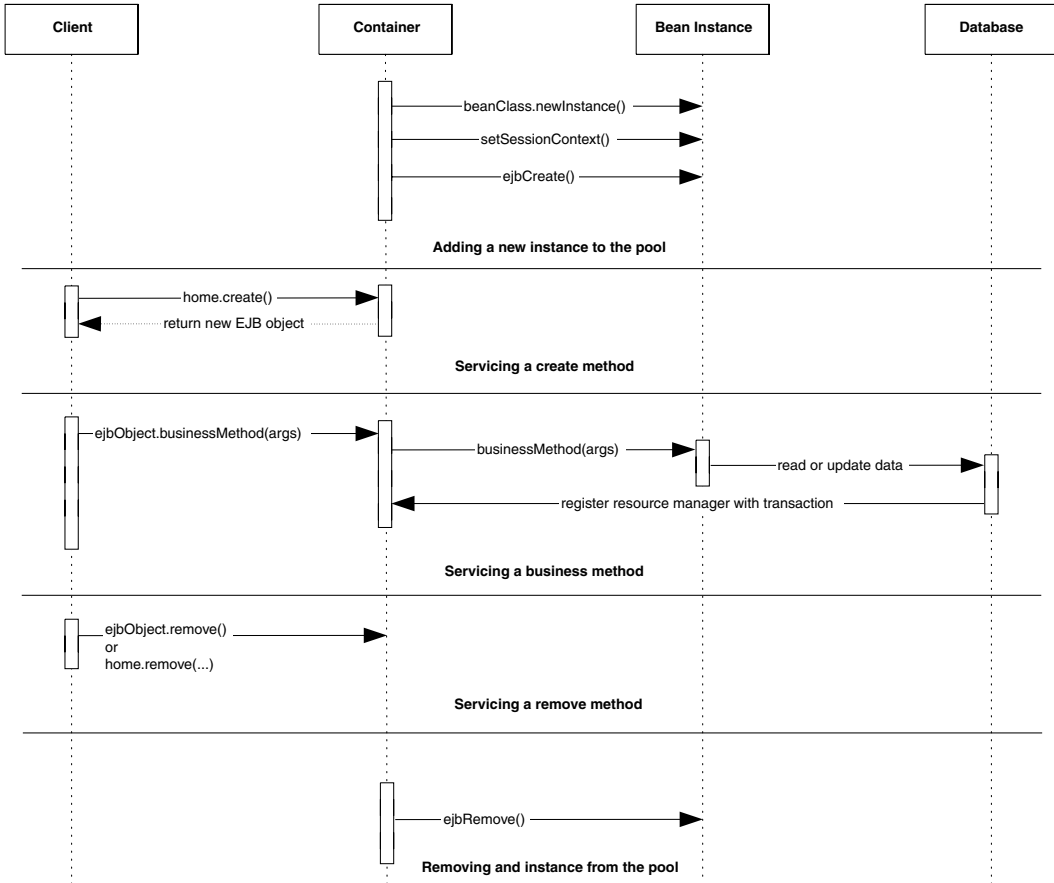 Client
Container
Bean Instance
Database
beanClass.newInstance()
setSessionContext()
ejbCreate()
Adding a new instance to the pool
home.create()
return new EJB object
Servicing a create method
ejbObject.businessMethod(args)
businessMethod(args)
read or update data
register resource manager with transaction
Servicing a business method
ejbObject.remove()
or
home.remove(...)
Servicing a remove method
ejbRemove()
Removing and instance from the pool